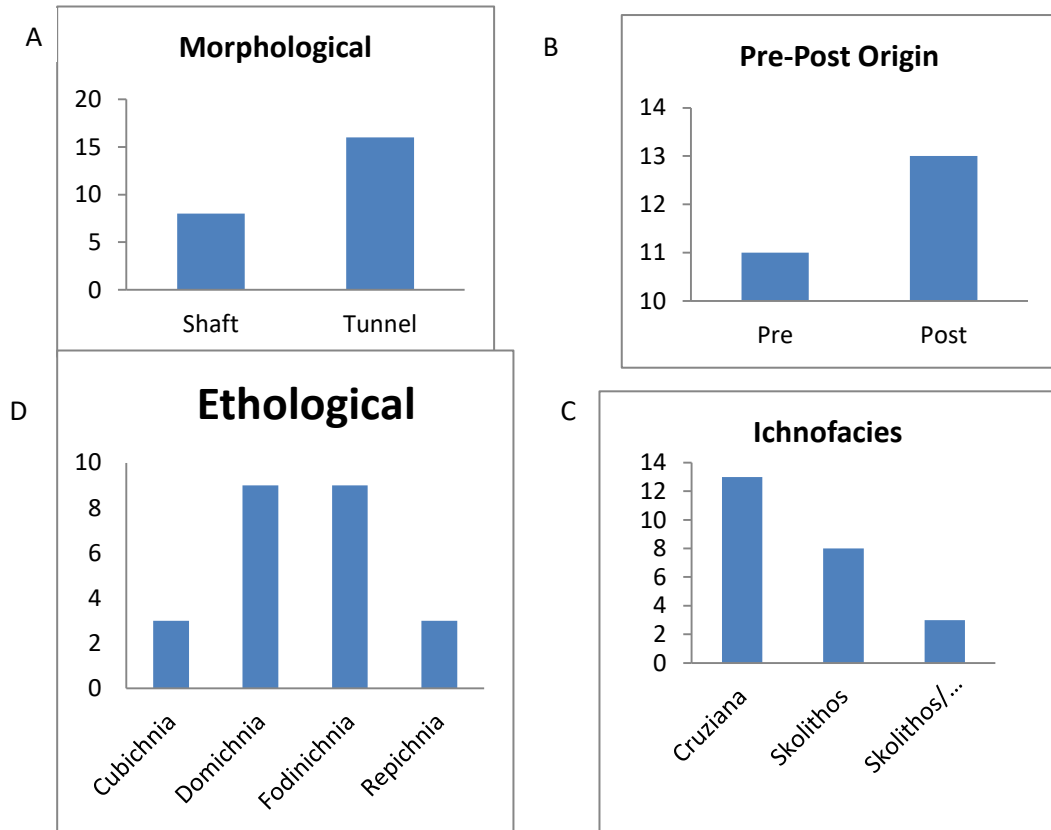 A
Morphological
20
15
10
5
0
Shaft Tunnel
B
Pre-Post Origin
14
13
12
11
10
Pre Post
D
Ethological
10
8
6
4
2
0
Cubichnia Domichnia Fodinichnia Repichnia
C
Ichnofacies
14
12
10
8
6
4
2
0
Cruziana Skolithos Skolithos/...